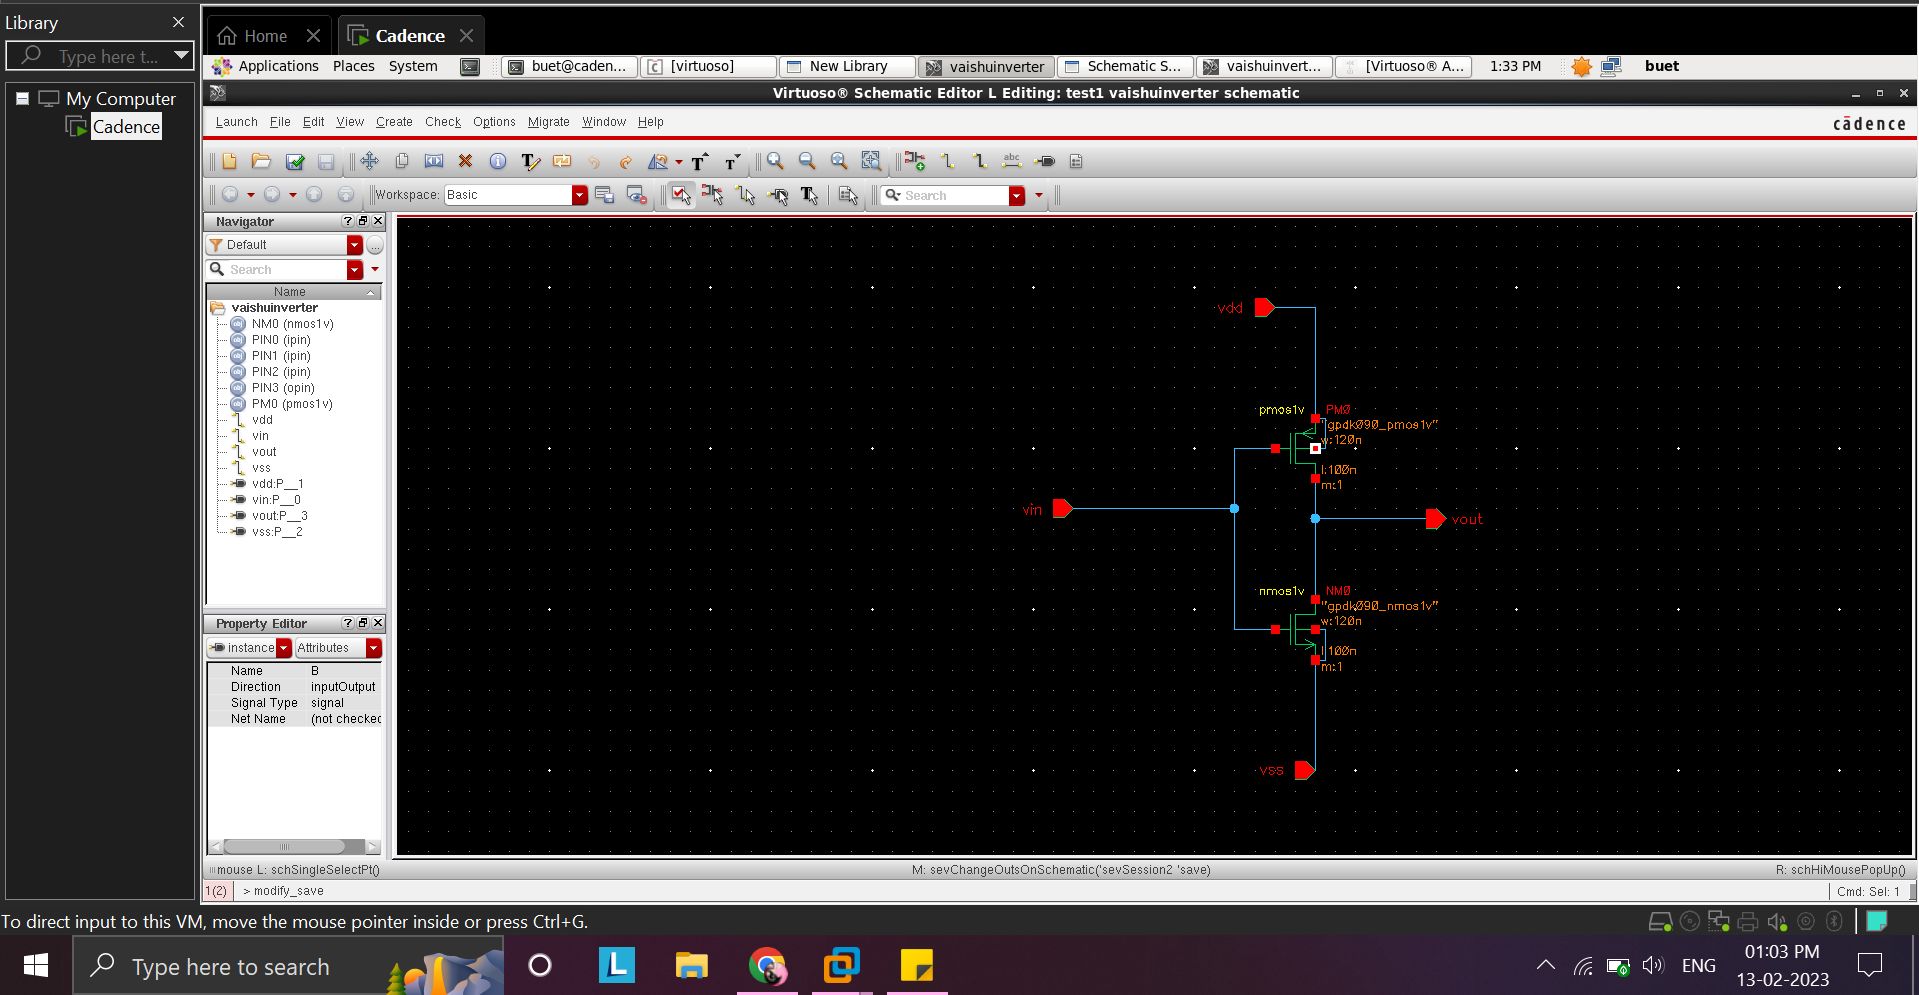 Library
Type here t...
My Computer
Cadence
Home
Cadence
Applications Places System
buet@caden...
[virtuoso]
New Library
vaishuinverter
Schematic S...
vaishuinvert...
[Virtuoso® A...
1:33 PM
buet
Virtuoso® Schematic Editor L Editing: test1 vaishuinverter schematic
Launch File Edit View Create Check Options Migrate Window Help
cādence
abc
Workspace: Basic
Search
Navigator
Default
Search
Name
vaishuinverter
NM0 (nmos1v)
PIN0 (ipin)
PIN1 (ipin)
PIN2 (ipin)
PIN3 (opin)
PM0 (pmos1v)
vdd
vin
vout
vss
vdd:P__1
vin:P__0
vout:P__3
vss:P__2
Property Editor
instance Attributes
Name B
Direction inputOutput
Signal Type signal
Net Name (not checked
vdd
pmos1v PM0
"gpdk090_pmos1v"
w:120n
l:100n
m:1
vin
vout
nmos1v NM0
"gpdk090_nmos1v"
w:120n
l:100n
m:1
vss
mouse L: schSingleSelectPt()
M: sevChangeOutsOnSchematic('sevSession2 'save)
R: schHiMousePopUp()
1(2) > modify_save
Cmd: Sel: 1
To direct input to this VM, move the mouse pointer inside or press Ctrl+G.
Type here to search
L
ENG
01:03 PM
13-02-2023